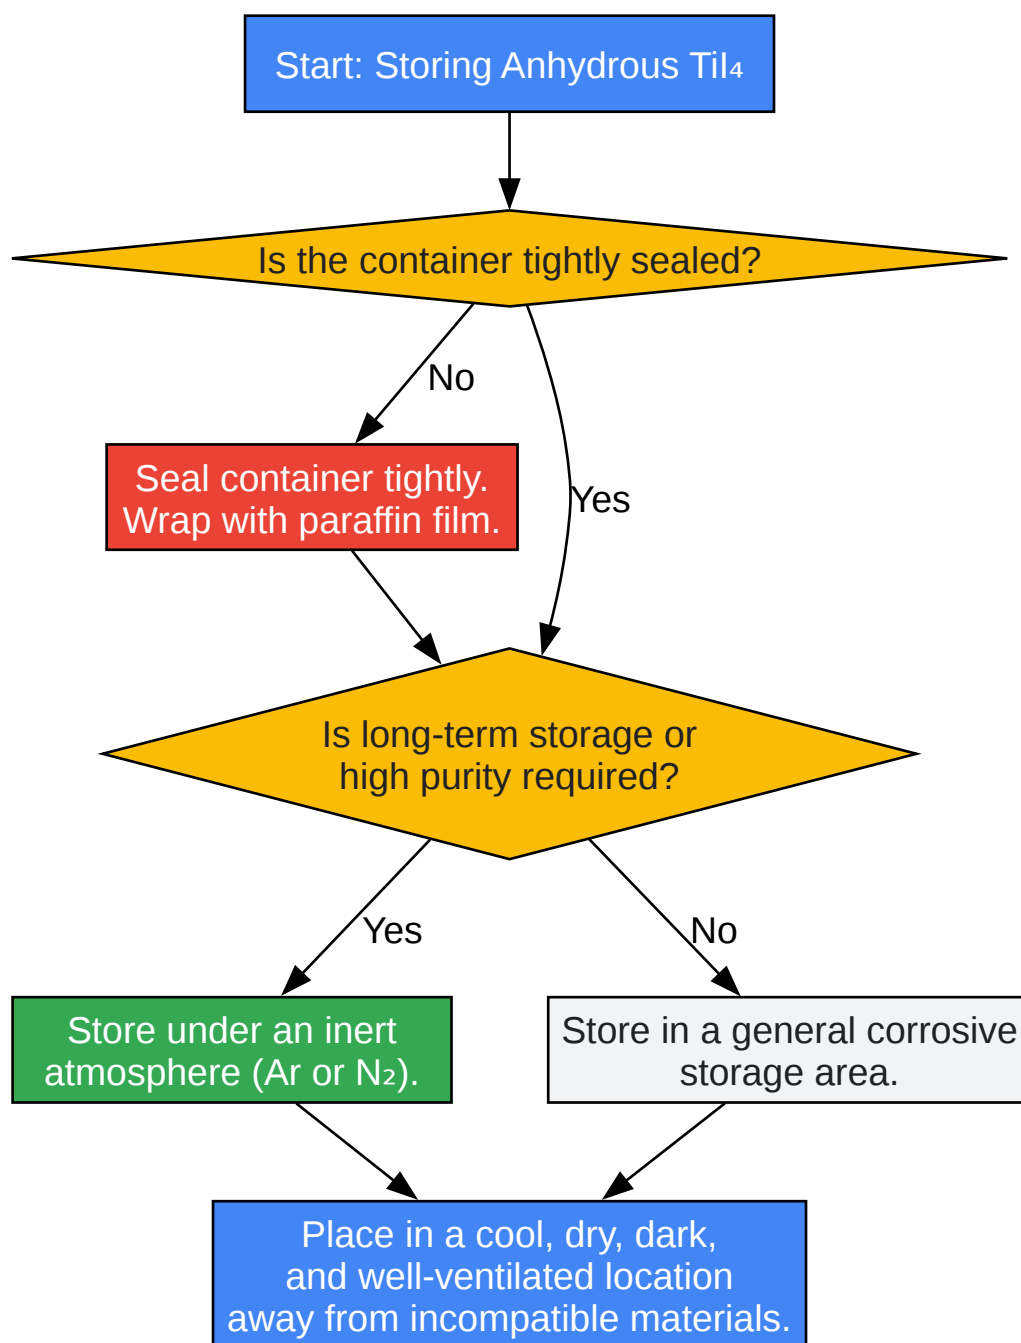 Start: Storing Anhydrous TiI₄
Is the container tightly sealed?
No
Seal container tightly.
Wrap with paraffin film.
Yes
Is long-term storage or
high purity required?
Yes
No
Store under an inert
atmosphere (Ar or N₂).
Store in a general corrosive
storage area.
Place in a cool, dry, dark,
and well-ventilated location
away from incompatible materials.